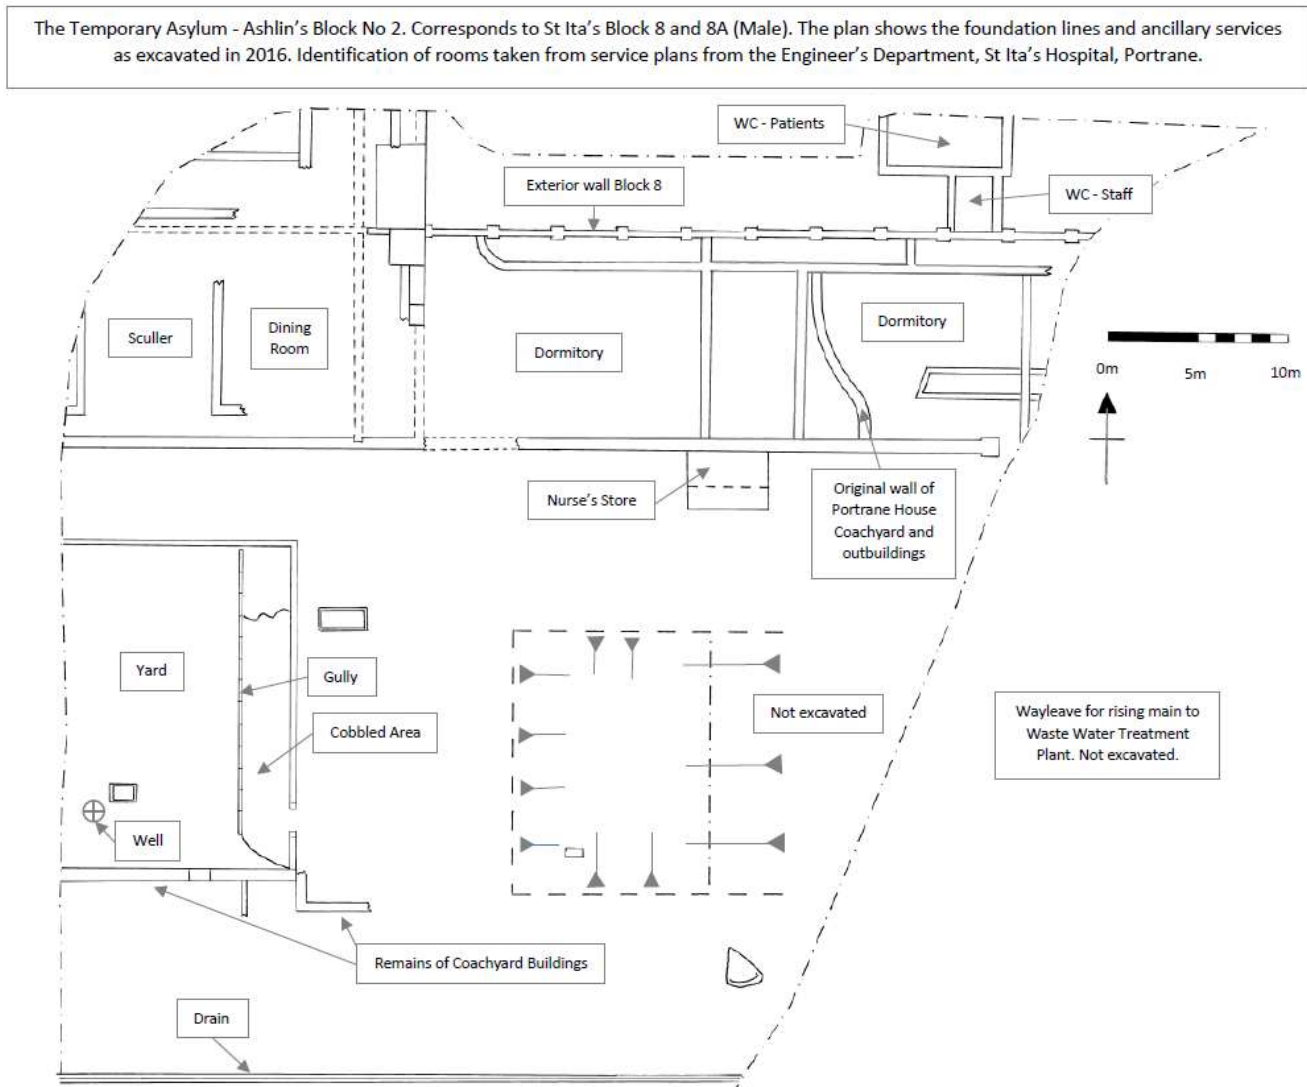 The Temporary Asylum - Ashlin's Block No 2. Corresponds to St Ita's Block 8 and 8A (Male). The plan shows the foundation lines and ancillary services
as excavated in 2016. Identification of rooms taken from service plans from the Engineer's Department, St Ita's Hospital, Portrane.
WC - Patients
Exterior wall Block 8
WC - Staff
Sculler
Dining
Room
Dormitory
Dormitory
0m
5m
10m
Nurse's Store
Original wall of
Portrane House
Coachyard and
outbuildings
Yard
Gully
Cobbled Area
Not excavated
Wayleave for rising main to
Waste Water Treatment
Plant. Not excavated.
Well
Remains of Coachyard Buildings
Drain